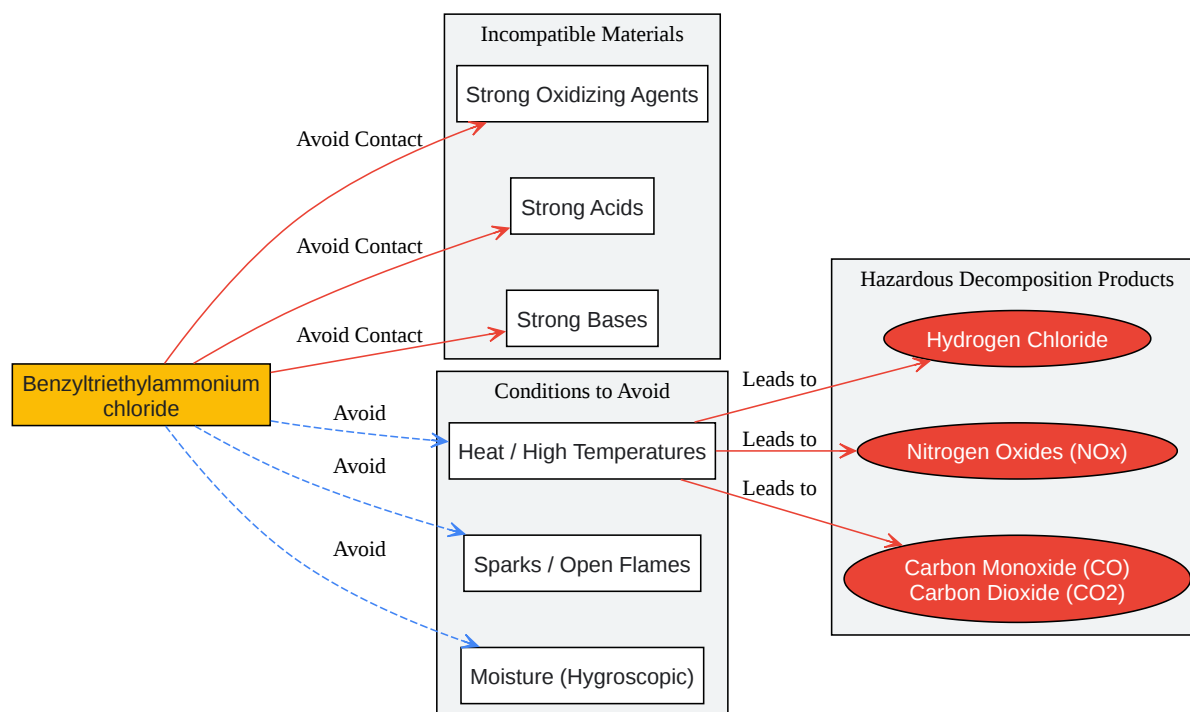 Incompatible Materials
Strong Oxidizing Agents
Avoid Contact
Strong Acids
Avoid Contact
Strong Bases
Avoid Contact
Benzyltriethylammonium
chloride
Conditions to Avoid
Avoid
Heat / High Temperatures
Avoid
Sparks / Open Flames
Avoid
Moisture (Hygroscopic)
Hazardous Decomposition Products
Leads to
Hydrogen Chloride
Leads to
Nitrogen Oxides (NOx)
Leads to
Carbon Monoxide (CO)
Carbon Dioxide (CO2)